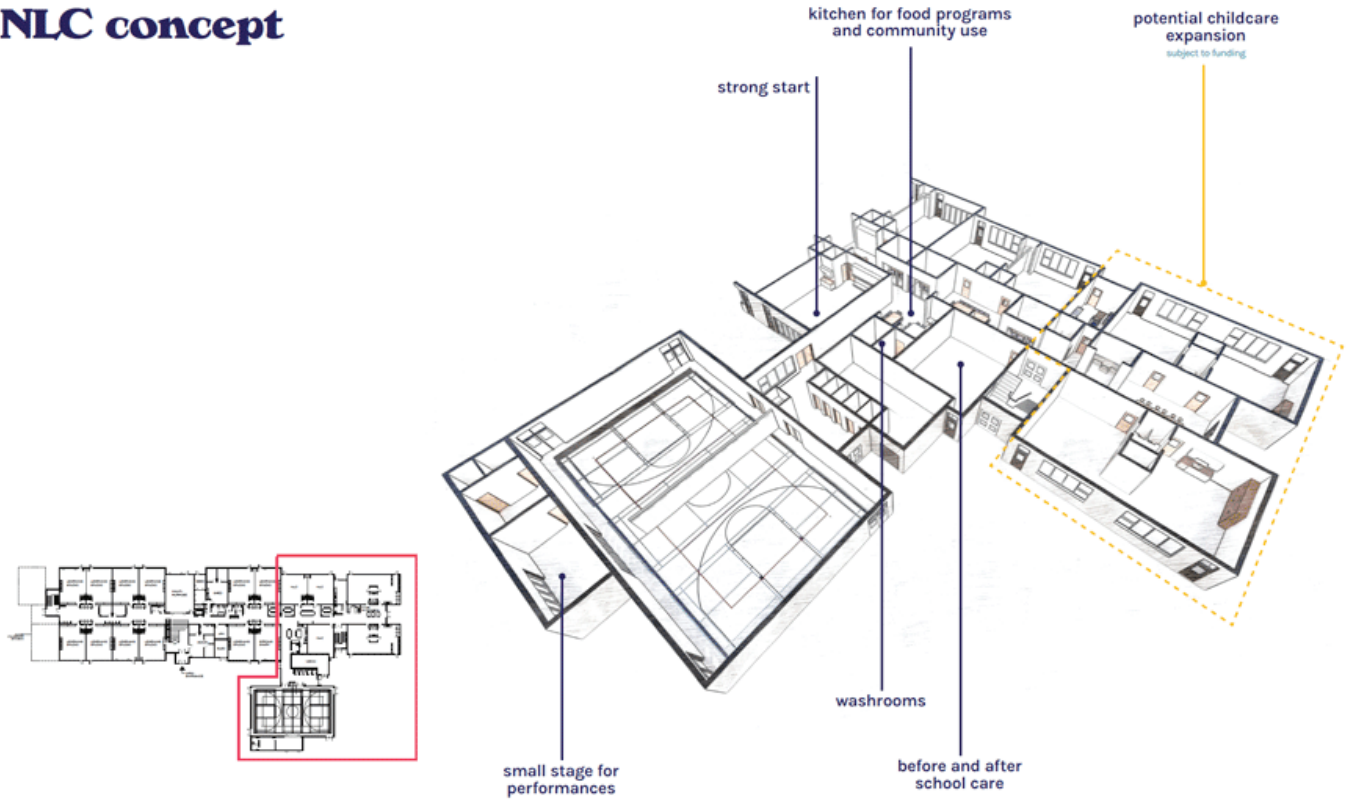 NLC concept
kitchen for food programs
and community use
potential childcare
expansion
subject to funding
strong start
washrooms
before and after
school care
small stage for
performances